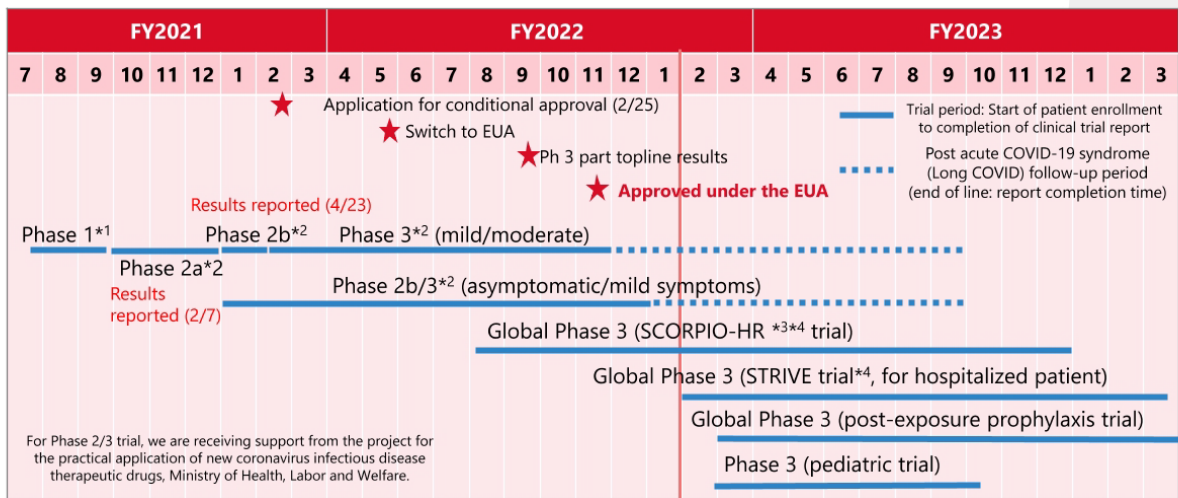 FY2021 FY2022 FY2023
7 8 9 10 11 12 1 2 3 4 5 6 7 8 9 10 11 12 1 2 3 4 5 6 7 8 9 10 11 12 1 2 3
Application for conditional approval (2/25)
Switch to EUA
Ph 3 part topline results
Approved under the EUA
Trial period: Start of patient enrollment
to completion of clinical trial report
Post acute COVID-19 syndrome
(Long COVID) follow-up period
(end of line: report completion time)
Results reported (4/23)
Phase 1*1
Phase 2b*2
Phase 3*2 (mild/moderate)
Phase 2a*2
Results
reported (2/7)
Phase 2b/3*2 (asymptomatic/mild symptoms)
Global Phase 3 (SCORPIO-HR *3*4 trial)
Global Phase 3 (STRIVE trial*4, for hospitalized patient)
Global Phase 3 (post-exposure prophylaxis trial)
Phase 3 (pediatric trial)
For Phase 2/3 trial, we are receiving support from the project for
the practical application of new coronavirus infectious disease
therapeutic drugs, Ministry of Health, Labor and Welfare.